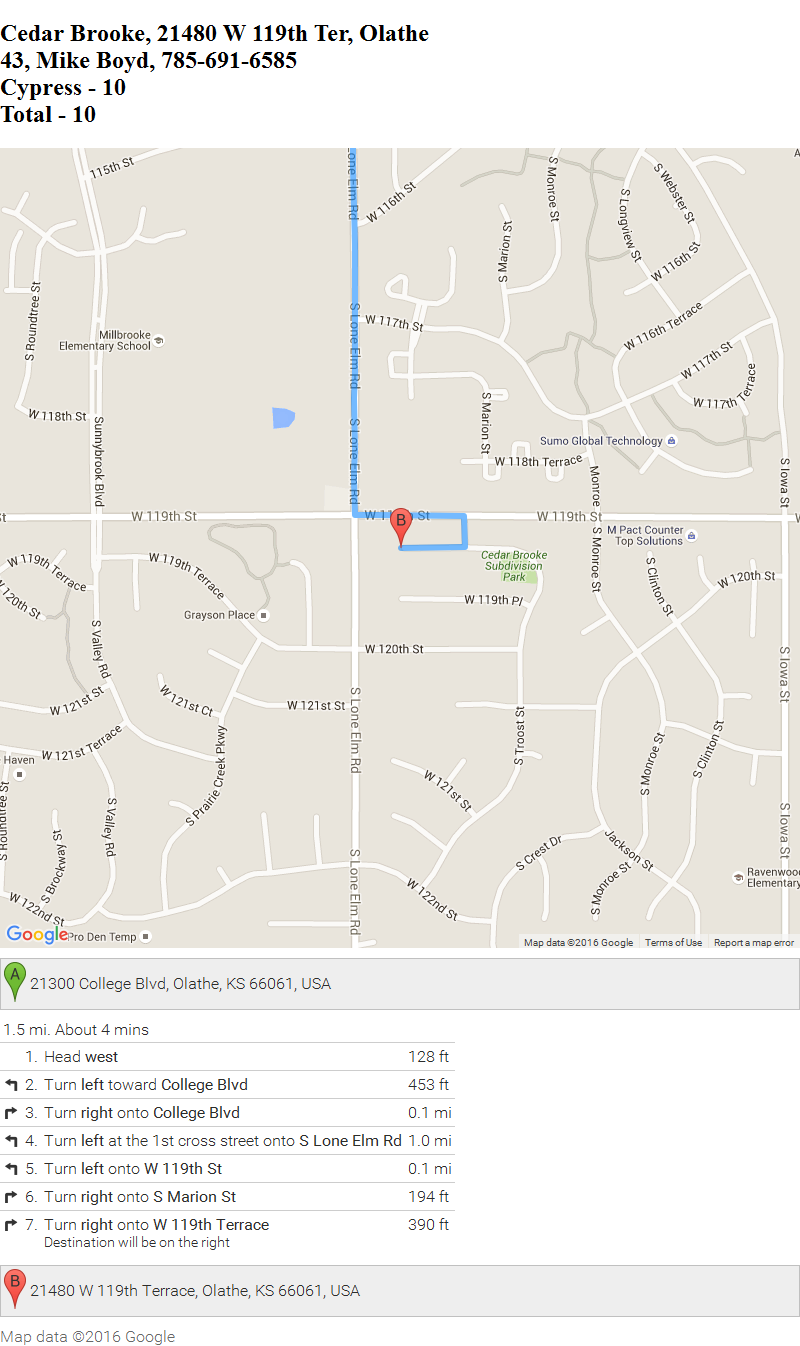 Cedar Brooke, 21480 W 119th Ter, Olathe
43, Mike Boyd, 785-691-6585
Cypress - 10
Total - 10
115th St
S Lone Elm Rd
W 116th St
S Monroe St
S Webster St
S Longview St
S Marion St
W 116th St
S Roundtree St
S Lone Elm Rd
W 117th St
W 116th Terrace
Millbrooke
Elementary School
W 117th St
W 117th Terrace
W 118th St
Sunnybrook Blvd
S Lone Elm Rd
S Marion St
Sumo Global Technology
W 118th Terrace
Monroe
S Iowa St
W 119th St
W 119th St
W 119th St
B
M Pact Counter
Top Solutions
S Monroe St
Cedar Brooke
Subdivision
Park
W 119th Terrace
W 119th Terrace
S Clinton St
W 120th St
120th St
W 119th Pl
Grayson Place
S Valley Rd
W 120th St
S Iowa St
W 121st St
W 121st Ct
W 121st St
S Lone Elm Rd
W 121st Terrace
S Prairie Creek Pkwy
S Troost St
S Monroe St
S Clinton St
Haven
W 121st St
S Roundtree St
S Valley Rd
S Brockway St
S Crest Dr
Jackson St
S Iowa St
S Lone Elm Rd
W 122nd St
W 122nd St
S Monroe St
Ravenwood
Elementary
Google
Pro Den Temp
Map data ©2016 Google Terms of Use Report a map error
A 21300 College Blvd, Olathe, KS 66061, USA
1.5 mi. About 4 mins
1. Head west 128 ft
2. Turn left toward College Blvd 453 ft
3. Turn right onto College Blvd 0.1 mi
4. Turn left at the 1st cross street onto S Lone Elm Rd 1.0 mi
5. Turn left onto W 119th St 0.1 mi
6. Turn right onto S Marion St 194 ft
7. Turn right onto W 119th Terrace 390 ft
Destination will be on the right
B 21480 W 119th Terrace, Olathe, KS 66061, USA
Map data ©2016 Google